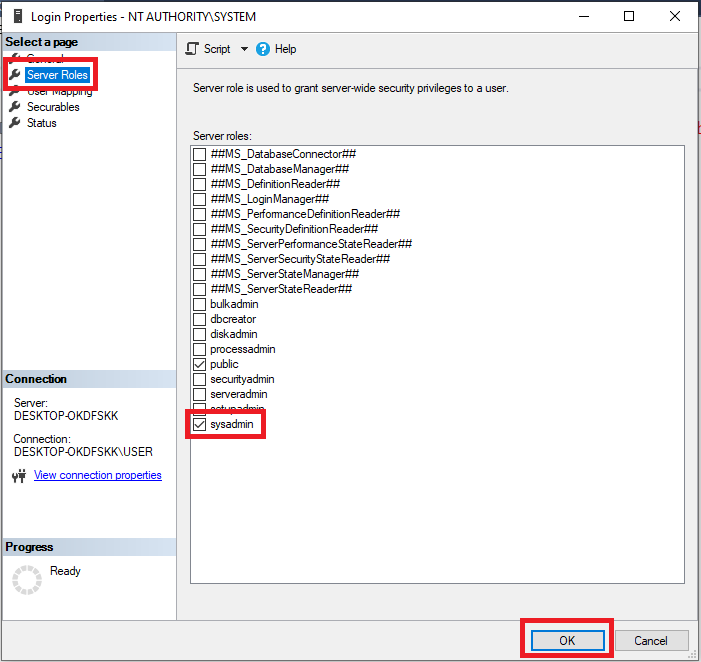 Login Properties - NT AUTHORITY\SYSTEM
Select a page
General
Server Roles
User Mapping
Securables
Status
Script
Help
Server role is used to grant server-wide security privileges to a user.
Server roles:
##MS_DatabaseConnector##
##MS_DatabaseManager##
##MS_DefinitionReader##
##MS_LoginManager##
##MS_PerformanceDefinitionReader##
##MS_SecurityDefinitionReader##
##MS_ServerPerformanceStateReader##
##MS_ServerSecurityStateReader##
##MS_ServerStateManager##
##MS_ServerStateReader##
bulkadmin
dbcreator
diskadmin
processadmin
public
securityadmin
serveradmin
setupadmin
sysadmin
Connection
Server:
DESKTOP-OKDFSKK
Connection:
DESKTOP-OKDFSKK\USER
View connection properties
Progress
Ready
OK
Cancel